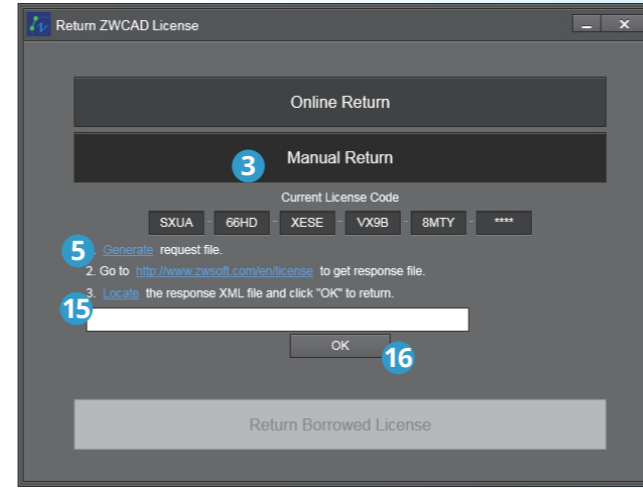 Return ZWCAD License
Online Return
3 Manual Return
Current License Code
SXUA - 66HD - XESE - VX9B - 8MTY - ****
5 . Generate request file.
2. Go to http://www.zwsoft.com/en/license to get response file.
3. Locate the response XML file and click "OK" to return.
15
OK
16
Return Borrowed License